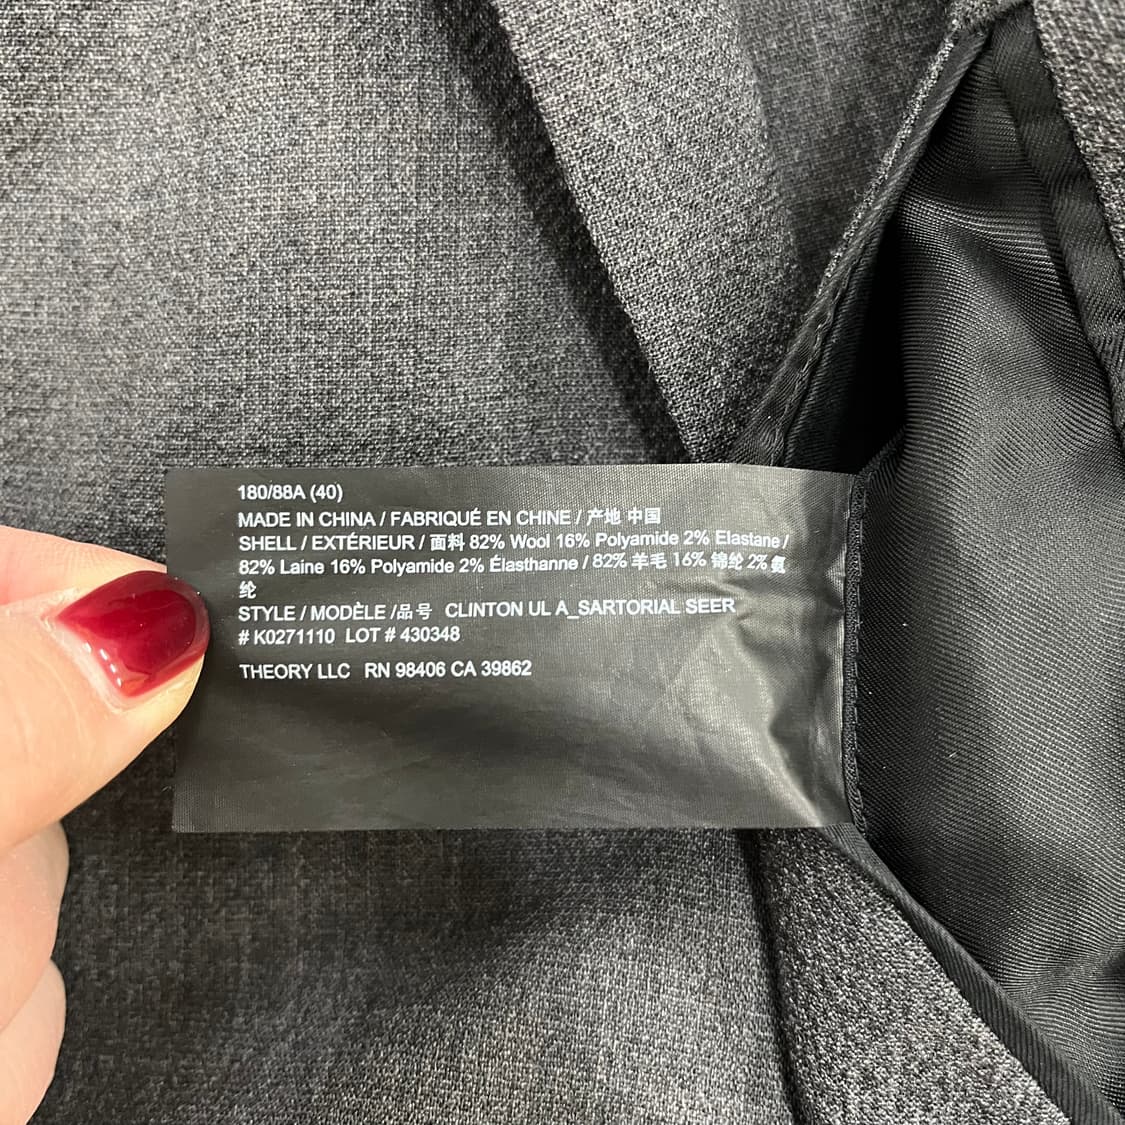 180/88A (40)
MADE IN CHINA / FABRIQUÉ EN CHINE / 产地 中国
SHELL / EXTÉRIEUR / 面料 82% Wool 16% Polyamide 2% Elastane /
82% Laine 16% Polyamide 2% Élasthanne / 82% 羊毛 16% 锦纶 2% 氨
纶
STYLE / MODÈLE /品号 CLINTON UL A_SARTORIAL SEER
# K0271110 LOT # 430348
THEORY LLC RN 98406 CA 39862